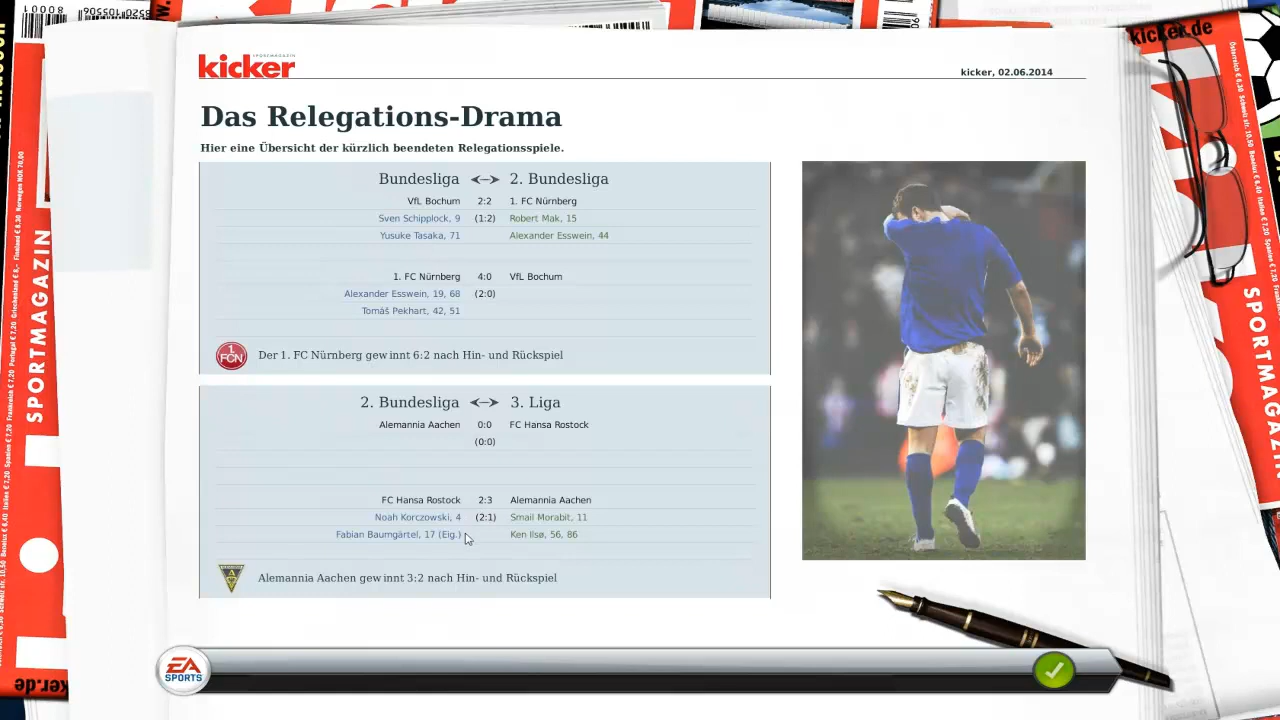 kicker
SPORTMAGAZIN
kicker, 02.06.2014
Das Relegations-Drama
Hier eine Übersicht der kürzlich beendeten Relegationsspiele.
Bundesliga 2. Bundesliga
VfL Bochum 2:2 1. FC Nürnberg
Sven Schipplock, 9 (1:2) Robert Mak, 15
Yusuke Tasaka, 71 Alexander Esswein, 44
1. FC Nürnberg 4:0 VfL Bochum
Alexander Esswein, 19, 68 (2:0)
Tomáš Pekhart, 42, 51
1. FCN
Der 1. FC Nürnberg gewinnt 6:2 nach Hin- und Rückspiel
2. Bundesliga 3. Liga
Alemannia Aachen 0:0 FC Hansa Rostock
(0:0)
FC Hansa Rostock 2:3 Alemannia Aachen
Noah Korczowski, 4 (2:1) Smail Morabit, 11
Fabian Baumgärtel, 17 (Eig.) Ken Ilsø, 56, 86
Alemannia Aachen gewinnt 3:2 nach Hin- und Rückspiel
EA SPORTS
SPORTMAGAZIN
SPORTMAGAZIN
kicker.de